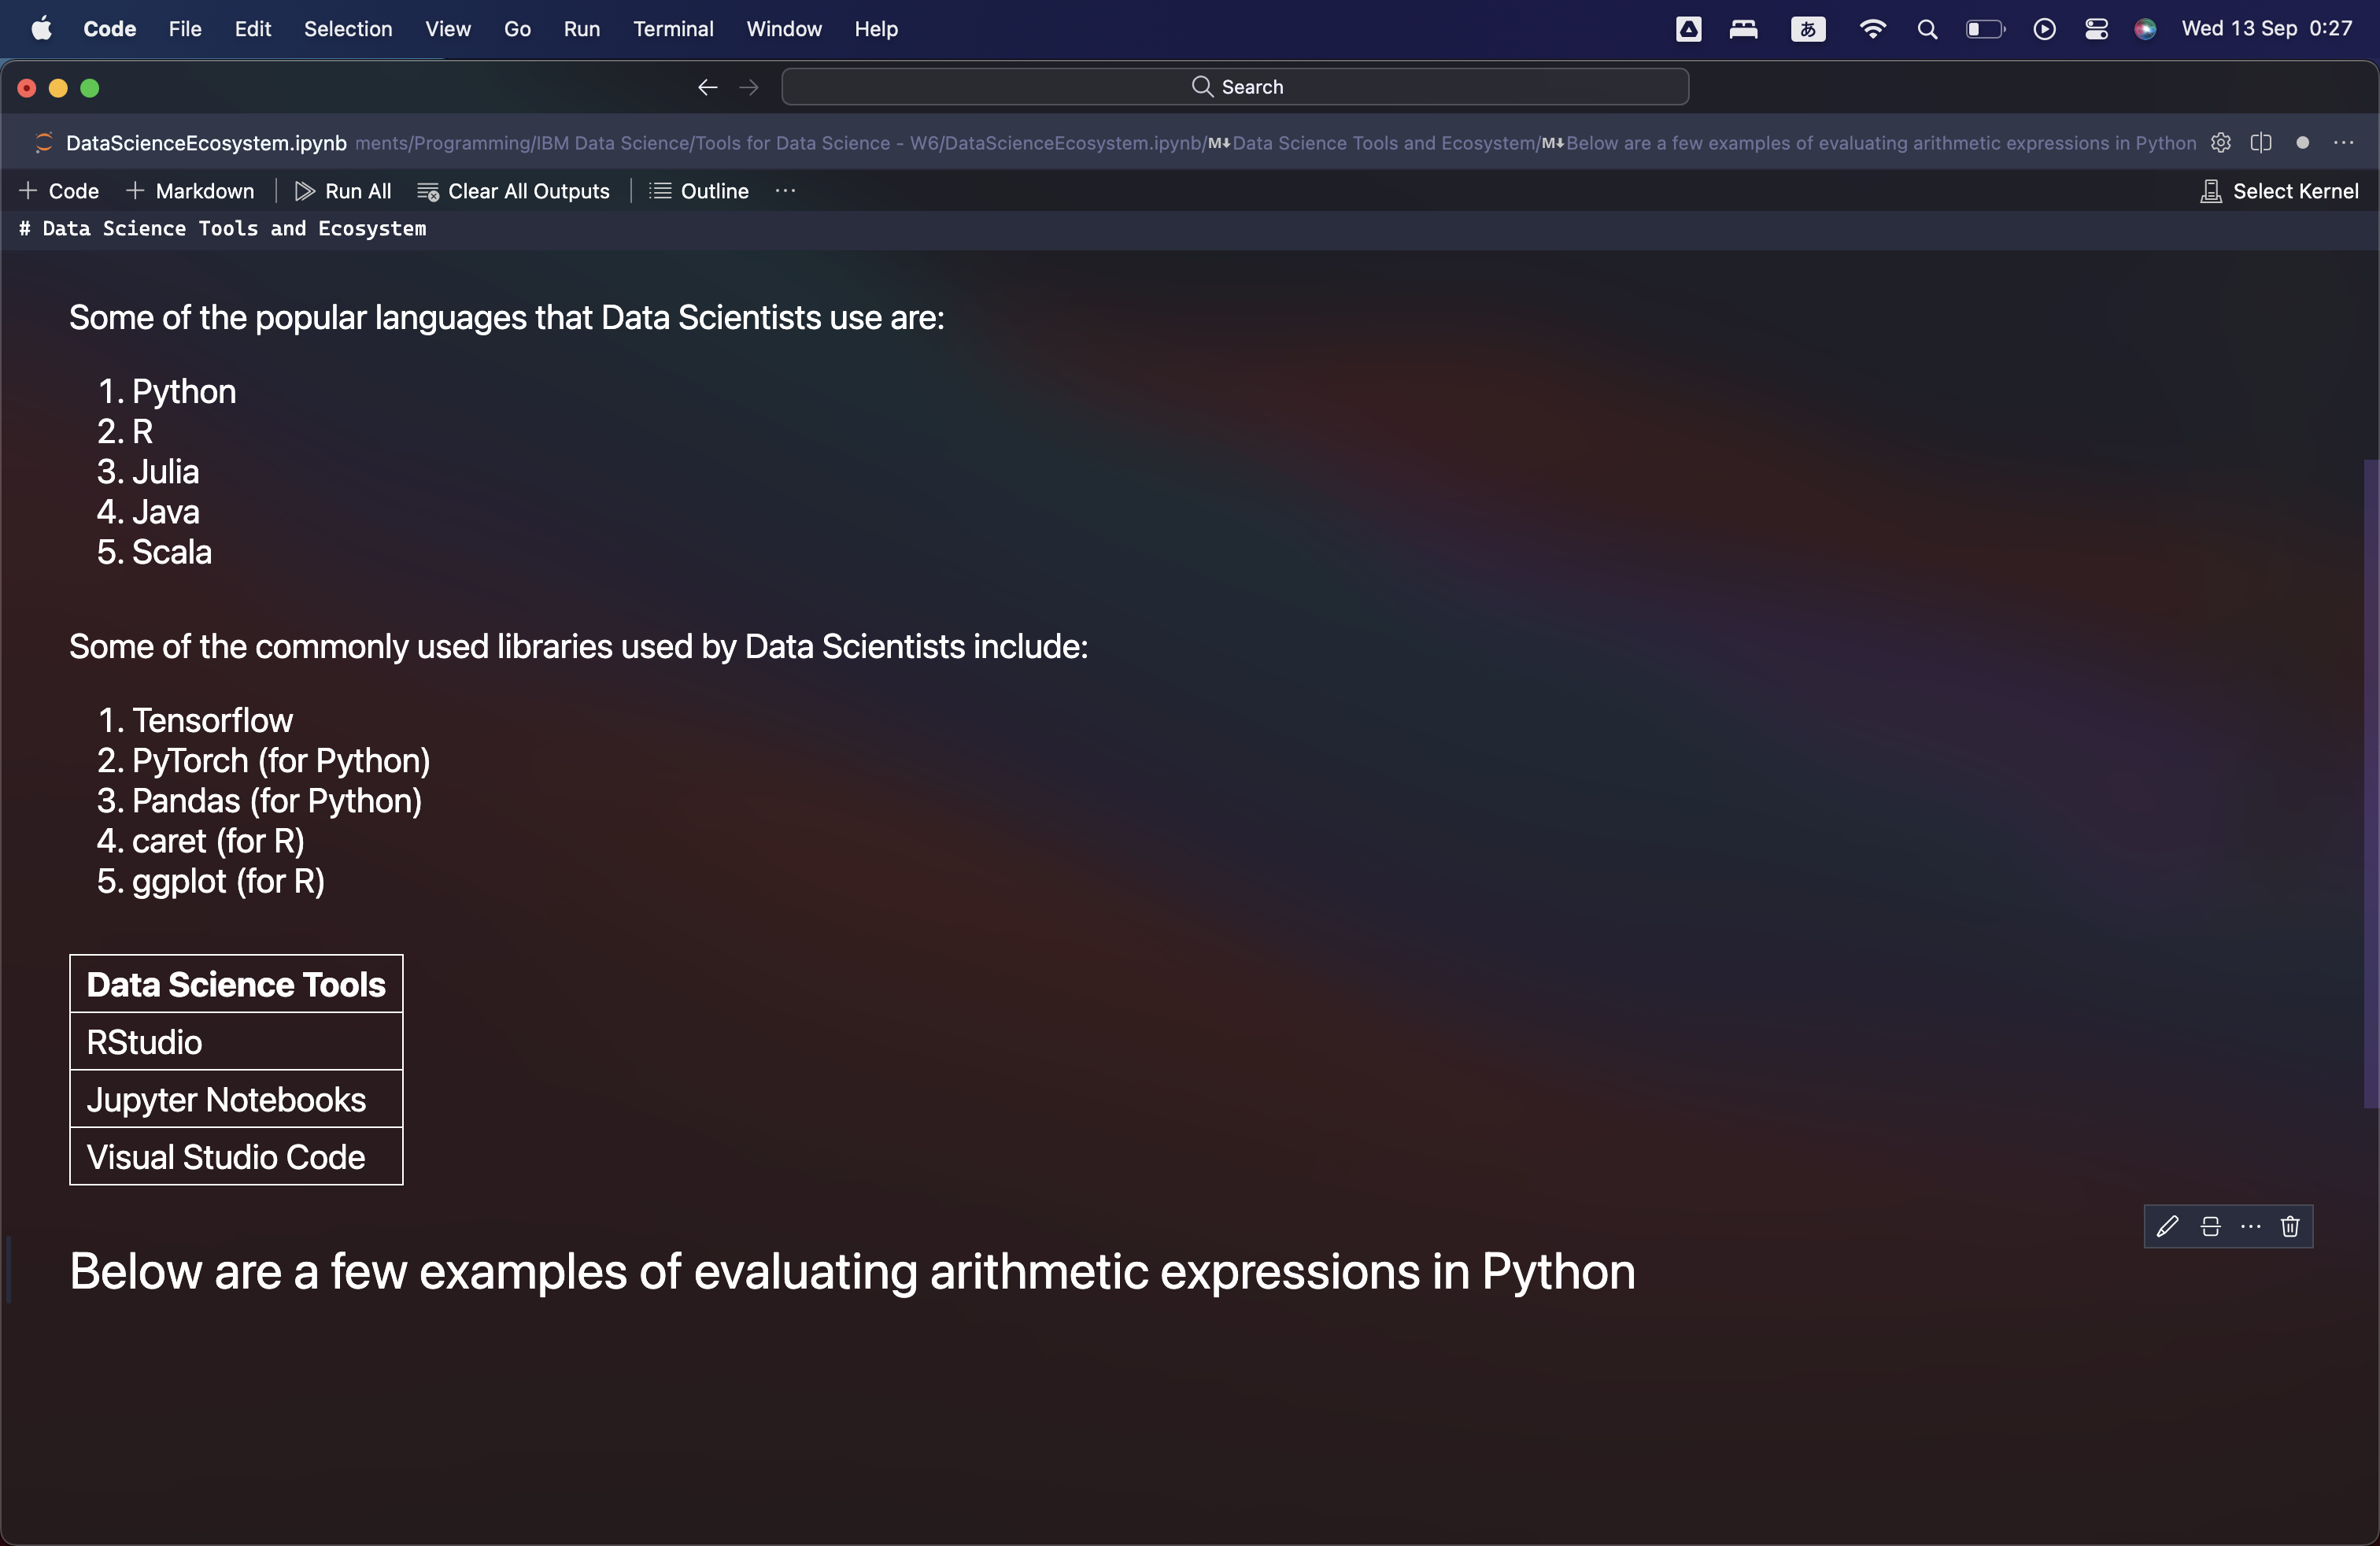 Code File Edit Selection View Go Run Terminal Window Help あ Wed 13 Sep 0:27
Search
DataScienceEcosystem.ipynb ments/Programming/IBM Data Science/Tools for Data Science - W6/DataScienceEcosystem.ipynb/M↓Data Science Tools and Ecosystem/M↓Below are a few examples of evaluating arithmetic expressions in Python
+ Code + Markdown Run All Clear All Outputs Outline ... Select Kernel
# Data Science Tools and Ecosystem
Some of the popular languages that Data Scientists use are:
1. Python
2. R
3. Julia
4. Java
5. Scala
Some of the commonly used libraries used by Data Scientists include:
1. Tensorflow
2. PyTorch (for Python)
3. Pandas (for Python)
4. caret (for R)
5. ggplot (for R)
Data Science Tools
RStudio
Jupyter Notebooks
Visual Studio Code
Below are a few examples of evaluating arithmetic expressions in Python